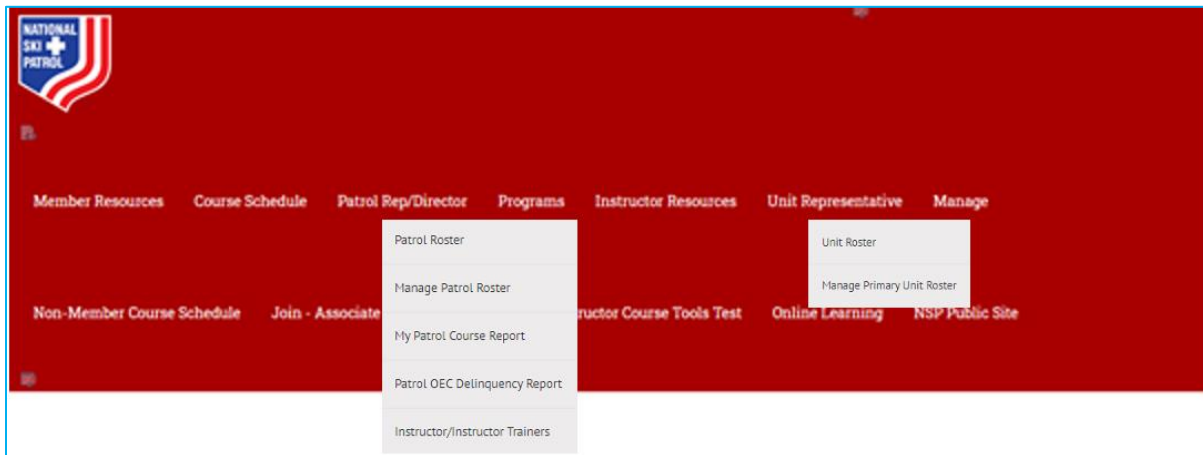 NATIONAL
SKI
PATROL
Member Resources Course Schedule Patrol Rep/Director Programs Instructor Resources Unit Representative Manage
Patrol Roster
Manage Patrol Roster
My Patrol Course Report
Patrol OEC Delinquency Report
Instructor/Instructor Trainers
Unit Roster
Manage Primary Unit Roster
Non-Member Course Schedule Join - Associate ructor Course Tools Test Online Learning NSP Public Site